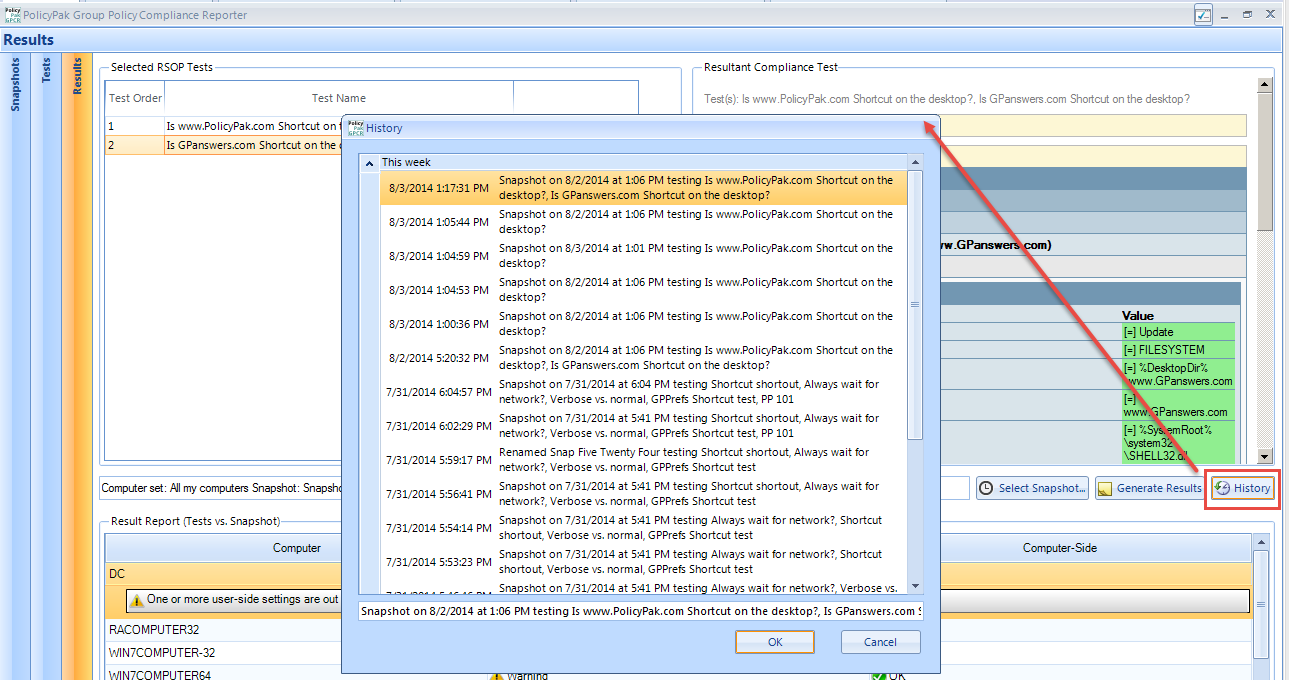 PolicyPak Group Policy Compliance Reporter
Results
Snapshots
Tests
Results
Selected RSOP Tests
Test Order Test Name
1 Is www.PolicyPak.com Shortcut on
2 Is GPanswers.com Shortcut on the
Resultant Compliance Test
Test(s): Is www.PolicyPak.com Shortcut on the desktop?, Is GPanswers.com Shortcut on the desktop?
Value
[=] Update
[=] FILESYSTEM
[=] %DesktopDir%
www.GPanswers.com
[=]
www.GPanswers.com
[=] %SystemRoot%
\system32
\SHELL32.dll
Policy Pak GPCR
History
This week
8/3/2014 1:17:31 PM Snapshot on 8/2/2014 at 1:06 PM testing Is www.PolicyPak.com Shortcut on the
desktop?, Is GPanswers.com Shortcut on the desktop?
8/3/2014 1:05:44 PM Snapshot on 8/2/2014 at 1:06 PM testing Is www.PolicyPak.com Shortcut on the
desktop?
8/3/2014 1:04:59 PM Snapshot on 8/3/2014 at 1:01 PM testing Is www.PolicyPak.com Shortcut on the
desktop?
8/3/2014 1:04:53 PM Snapshot on 8/2/2014 at 1:06 PM testing Is www.PolicyPak.com Shortcut on the
desktop?
8/3/2014 1:00:36 PM Snapshot on 8/2/2014 at 1:06 PM testing Is www.PolicyPak.com Shortcut on the
desktop?
8/2/2014 5:20:32 PM Snapshot on 8/2/2014 at 1:06 PM testing Is www.PolicyPak.com Shortcut on the
desktop?, Is GPanswers.com Shortcut on the desktop?
7/31/2014 6:04:57 PM Snapshot on 7/31/2014 at 6:04 PM testing Shortcut shortout, Always wait for
network?, Verbose vs. normal, GPPrefs Shortcut test, PP 101
7/31/2014 6:02:29 PM Snapshot on 7/31/2014 at 5:41 PM testing Shortcut shortout, Always wait for
network?, Verbose vs. normal, GPPrefs Shortcut test, PP 101
7/31/2014 5:59:17 PM Renamed Snap Five Twenty Four testing Shortcut shortout, Always wait for
network?, Verbose vs. normal, GPPrefs Shortcut test
7/31/2014 5:56:41 PM Snapshot on 7/31/2014 at 5:41 PM testing Shortcut shortout, Always wait for
network?, Verbose vs. normal, GPPrefs Shortcut test
7/31/2014 5:54:14 PM Snapshot on 7/31/2014 at 5:41 PM testing Always wait for network?, Shortcut
shortout, Verbose vs. normal, GPPrefs Shortcut test
7/31/2014 5:53:23 PM Snapshot on 7/31/2014 at 5:41 PM testing Always wait for network?, Shortcut
shortout, Verbose vs. normal, GPPrefs Shortcut test
Snapshot on 7/31/2014 at 5:41 PM testing Always wait for network?, Verbose vs.
Snapshot on 8/2/2014 at 1:06 PM testing Is www.PolicyPak.com Shortcut on the desktop?, Is GPanswers.com S
OK
Cancel
ww.GPanswers.com)
Computer set: All my computers Snapshot: Snapsho
Select Snapshot...
Generate Results
History
Result Report (Tests vs. Snapshot)
Computer
Computer-Side
DC
One or more user-side settings are out
RACOMPUTER32
WIN7COMPUTER-32
WIN7COMPUTER64 Warning OK